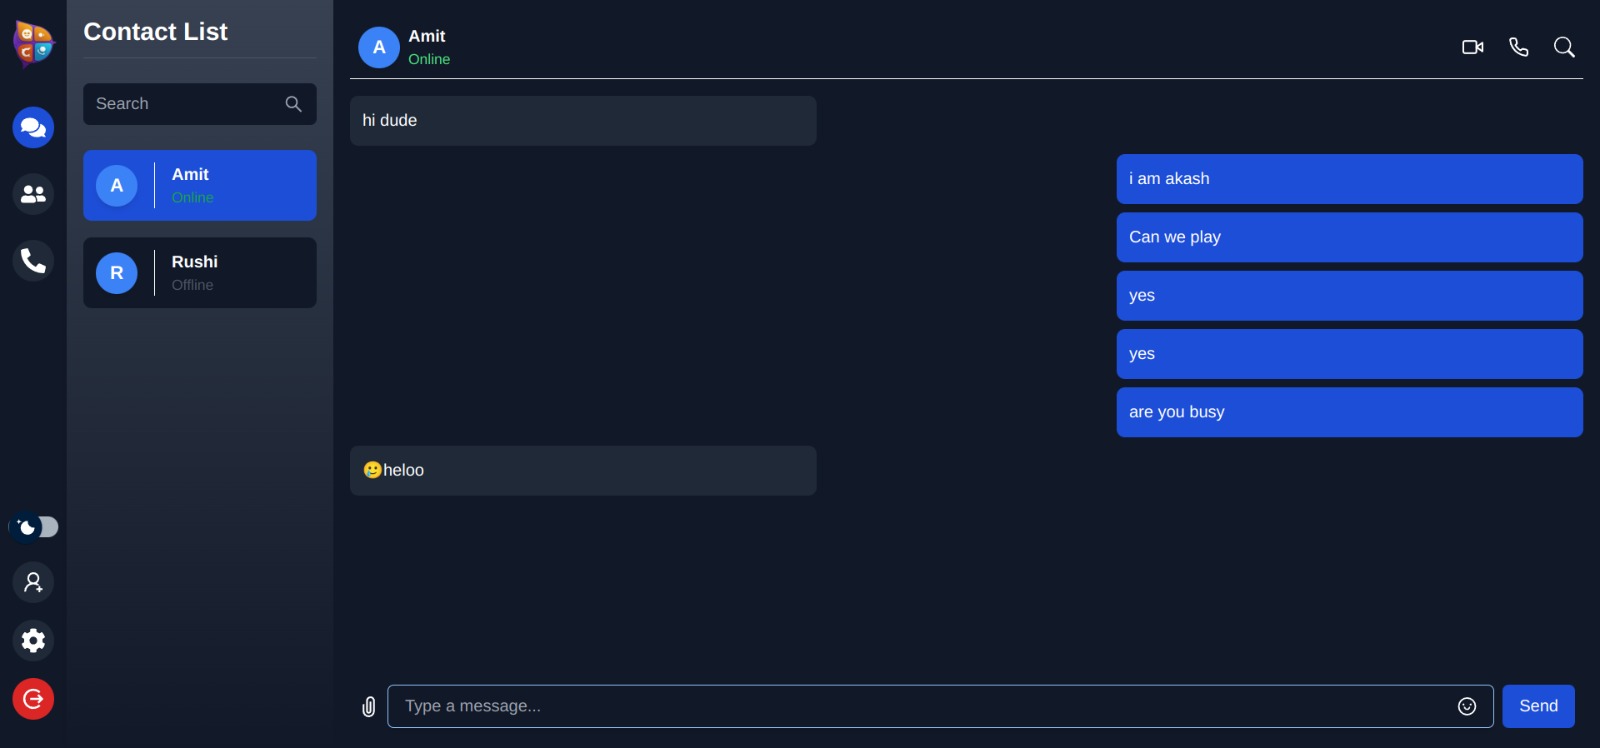 Contact List
Search
A
Amit
Online
R
Rushi
Offline
A
Amit
Online
hi dude
i am akash
Can we play
yes
yes
are you busy
🥲heloo
Type a message...
Send